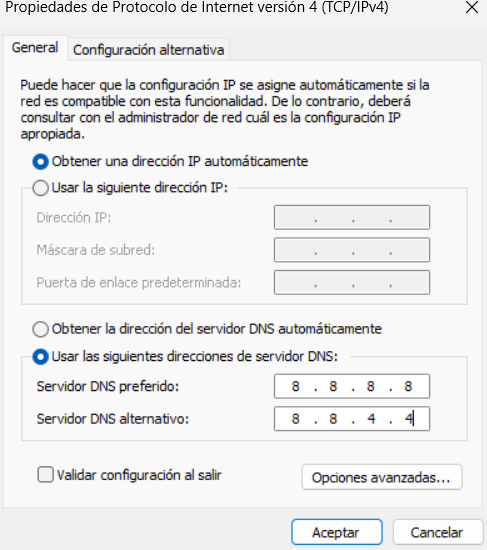 Propiedades de Protocolo de Internet versión 4 (TCP/IPv4)
General
Configuración alternativa
Puede hacer que la configuración IP se asigne automáticamente si la
red es compatible con esta funcionalidad. De lo contrario, deberá
consultar con el administrador de red cuál es la configuración IP
apropiada.
Obtener una dirección IP automáticamente
Usar la siguiente dirección IP:
Dirección IP:
. . .
Máscara de subred:
. . .
Puerta de enlace predeterminada:
. . .
Obtener la dirección del servidor DNS automáticamente
Usar las siguientes direcciones de servidor DNS:
Servidor DNS preferido:
8 . 8 . 8 . 8
Servidor DNS alternativo:
8 . 8 . 4 . 4
Validar configuración al salir
Opciones avanzadas...
Aceptar
Cancelar